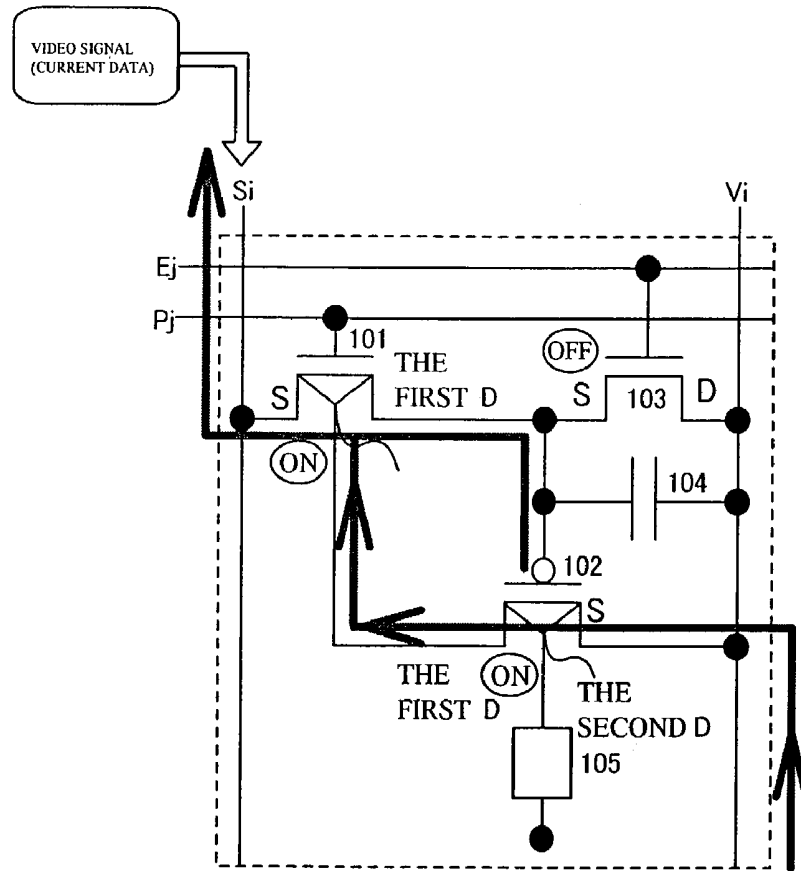 VIDEO SIGNAL
(CURRENT DATA)
Si
Vi
Ej
Pj
101
OFF
THE
FIRST D
S
S
103
D
ON
104
102
S
THE
FIRST D
ON
THE
SECOND D
105